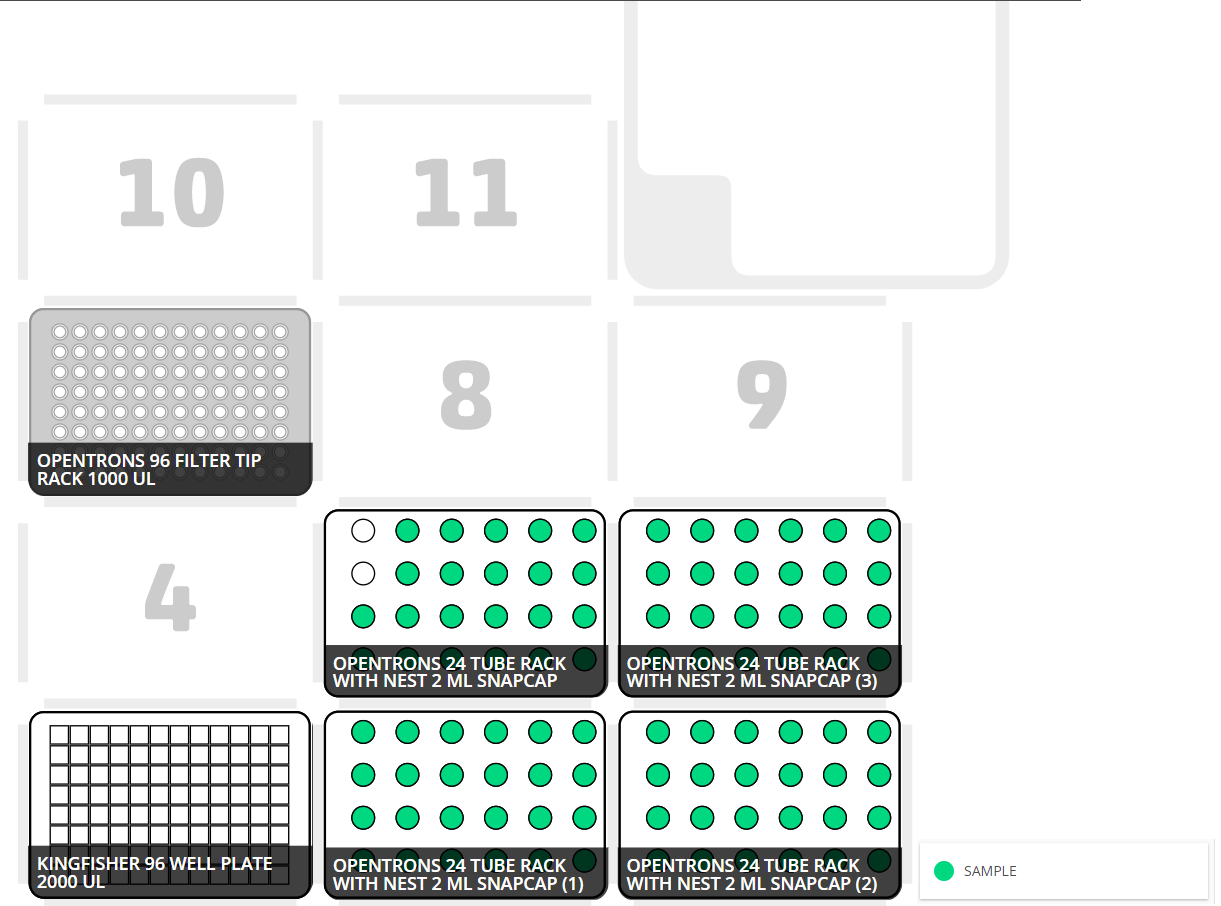 10
11
OPENTRONS 96 FILTER TIP
RACK 1000 UL
8
9
4
OPENTRONS 24 TUBE RACK
WITH NEST 2 ML SNAPCAP
OPENTRONS 24 TUBE RACK
WITH NEST 2 ML SNAPCAP (3)
KINGFISHER 96 WELL PLATE
2000 UL
OPENTRONS 24 TUBE RACK
WITH NEST 2 ML SNAPCAP (1)
OPENTRONS 24 TUBE RACK
WITH NEST 2 ML SNAPCAP (2)
SAMPLE